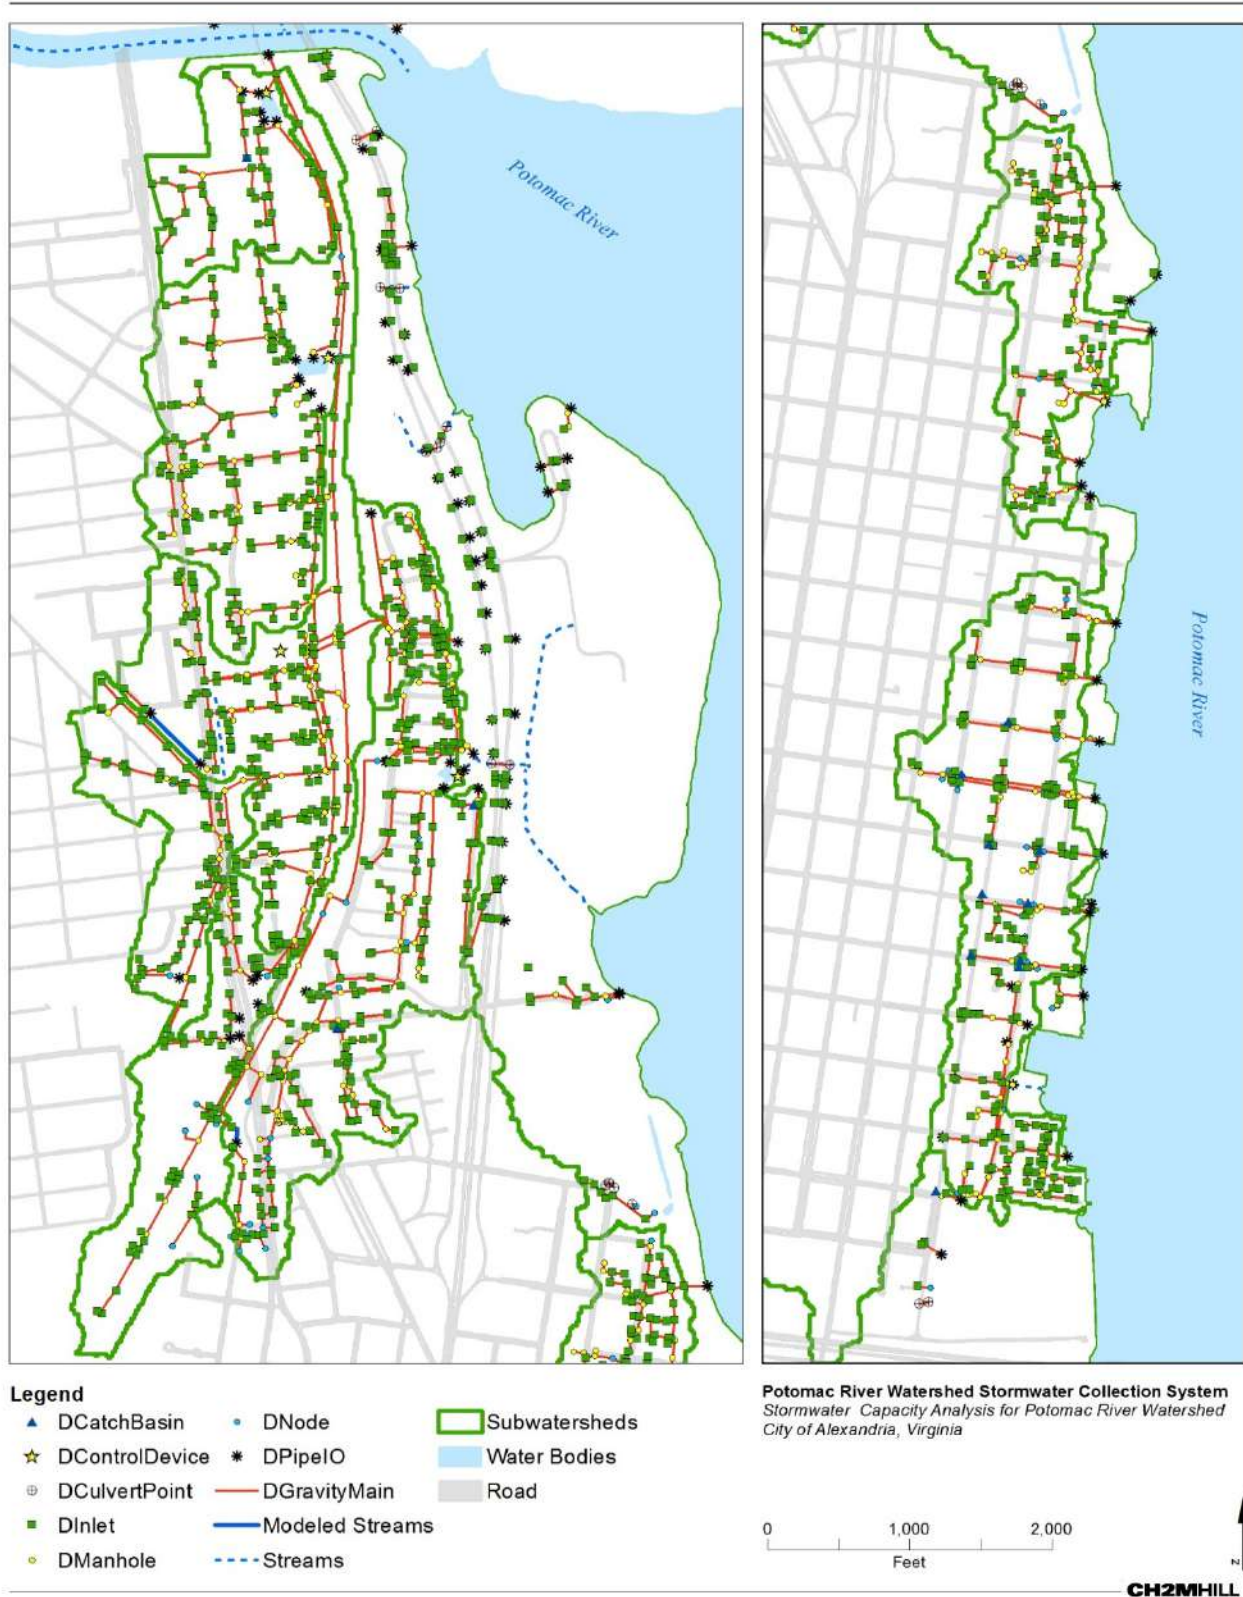 Potomac River
Potomac River
Legend
DCatchBasin
DControlDevice
DCulvertPoint
DInlet
DManhole
DNode
DPipeIO
DGravityMain
Modeled Streams
Streams
Subwatersheds
Water Bodies
Road
Potomac River Watershed Stormwater Collection System
Stormwater Capacity Analysis for Potomac River Watershed
City of Alexandria, Virginia
0 1,000 2,000
Feet
N
CH2MHILL